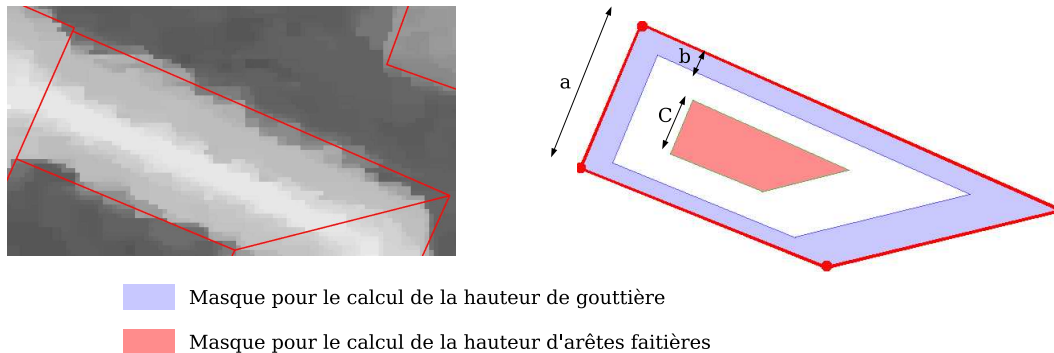 a
b
C
Masque pour le calcul de la hauteur de gouttière
Masque pour le calcul de la hauteur d'arêtes faitières